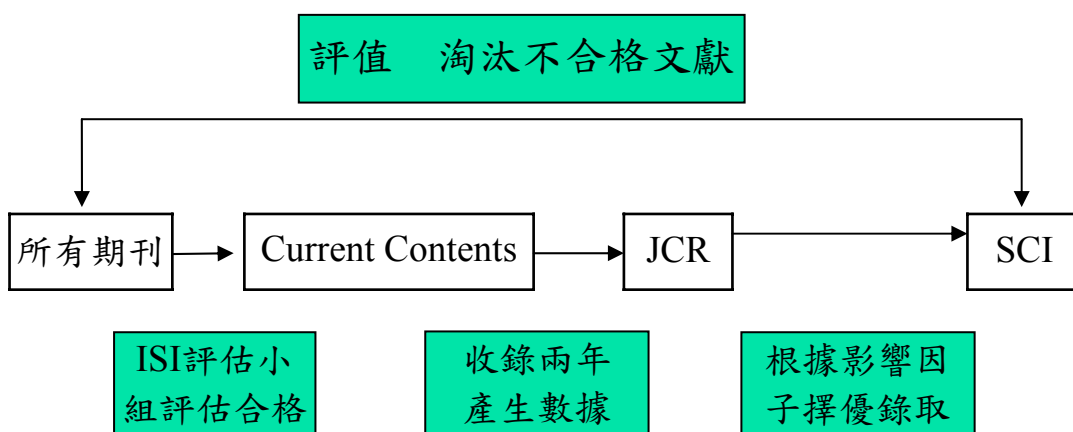 評值　淘汰不合格文獻
所有期刊
Current Contents
JCR
SCI
ISI評估小
組評估合格
收錄兩年
產生數據
根據影響因
子擇優錄取